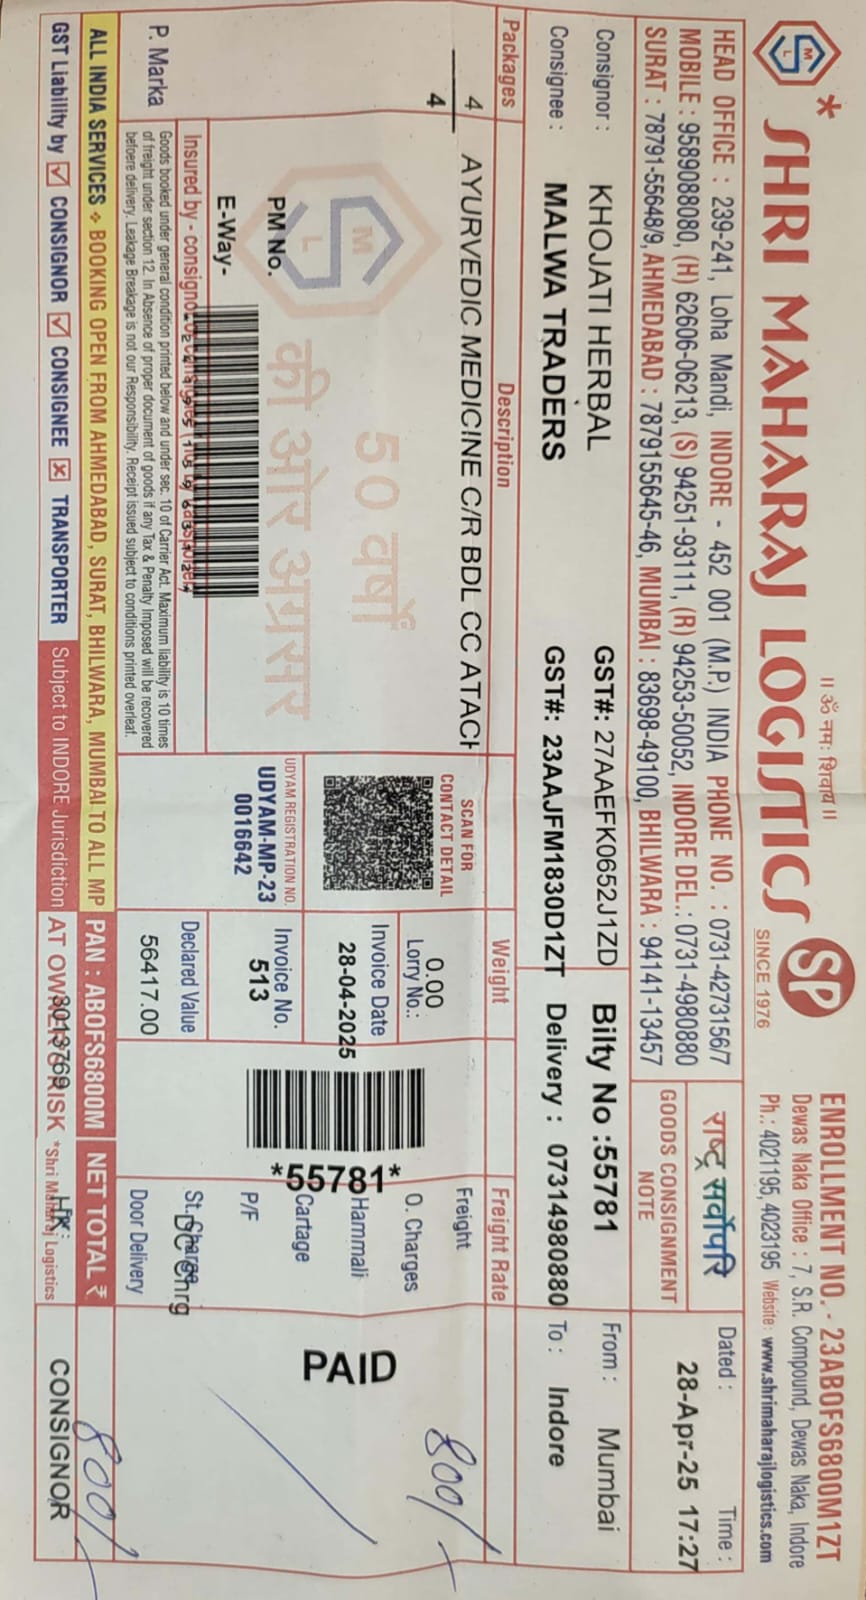 ॥ ॐ नमः शिवाय ॥
* SHRI MAHARAJ LOGISTICS
SP
SINCE 1976
ENROLLMENT NO. - 23ABOFS6800M1ZT
Dewas Naka Office : 7, S.R. Compound, Dewas Naka, Indore
Ph.: 4021195, 4023195 Website: www.shrimaharajlogistics.com
HEAD OFFICE : 239-241, Loha Mandi, INDORE - 452 001 (M.P.) INDIA PHONE NO. : 0731-4273156/7
MOBILE : 9589088080, (H) 62606-06213, (S) 94251-93111, (R) 94253-50052, INDORE DEL.: 0731-4980880
SURAT : 78791-55648/9, AHMEDABAD : 7879155645-46, MUMBAI : 83698-49100, BHILWARA : 94141-13457
राष्ट्र सर्वोपरि
GOODS CONSIGNMENT
NOTE
Dated : Time :
28-Apr-25 17:27
Consignor : KHOJATI HERBAL GST#: 27AAEFK0652J1ZD Bilty No :55781 From : Mumbai
Consignee : MALWA TRADERS GST#: 23AAJFM1830D1ZT Delivery : 07314980880 To : Indore
Packages Description Weight Freight Rate
4 AYURVEDIC MEDICINE C/R BDL CC ATACH
4
0.00
SCAN FOR
CONTACT DETAIL
Lorry No.:
Invoice Date
28-04-2025
Invoice No.
513
Declared Value
56417.00
*55781*
Freight 800/-
O. Charges
Hammali
Cartage
P/F
St. Charge
DC Chrg
Door Delivery
PAID
M
S
L
50 वर्षों
की ओर अग्रसर
PM No.
E-Way-
UDYAM REGISTRATION NO.
UDYAM-MP-23
0016642
Insured by - consignor
P. Marka
Goods booked under general condition printed below and under sec. 10 of Carrier Act. Maximum liability is 10 times
of freight under section 12. In Absence of proper document of goods if any Tax & Penalty Imposed will be recovered
befoere delivery. Leakage Breakage is not our Responsibility. Receipt issued subject to conditions printed overleaf.
ALL INDIA SERVICES ❖ BOOKING OPEN FROM AHMEDABAD, SURAT, BHILWARA, MUMBAI TO ALL MP PAN : ABOFS6800M NET TOTAL ₹ 800/-
GST Liability by ☑ CONSIGNOR ☑ CONSIGNEE ☒ TRANSPORTER Subject to INDORE Jurisdiction AT OWNER'S RISK *Shri Maharaj Logistics CONSIGNOR
3013769